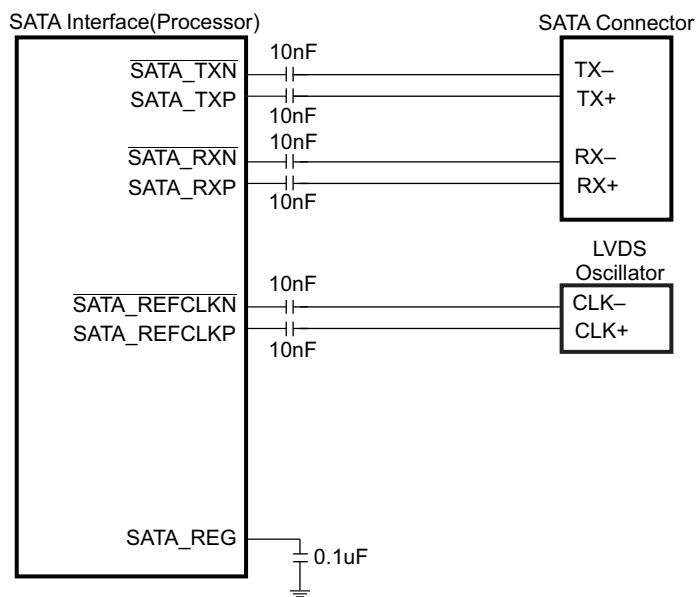 SATA Interface(Processor)
SATA Connector
10nF
SATA_TXN
TX–
SATA_TXP
TX+
10nF
10nF
SATA_RXN
RX–
SATA_RXP
RX+
10nF
LVDS
Oscillator
10nF
SATA_REFCLKN
CLK–
SATA_REFCLKP
CLK+
10nF
SATA_REG
0.1uF